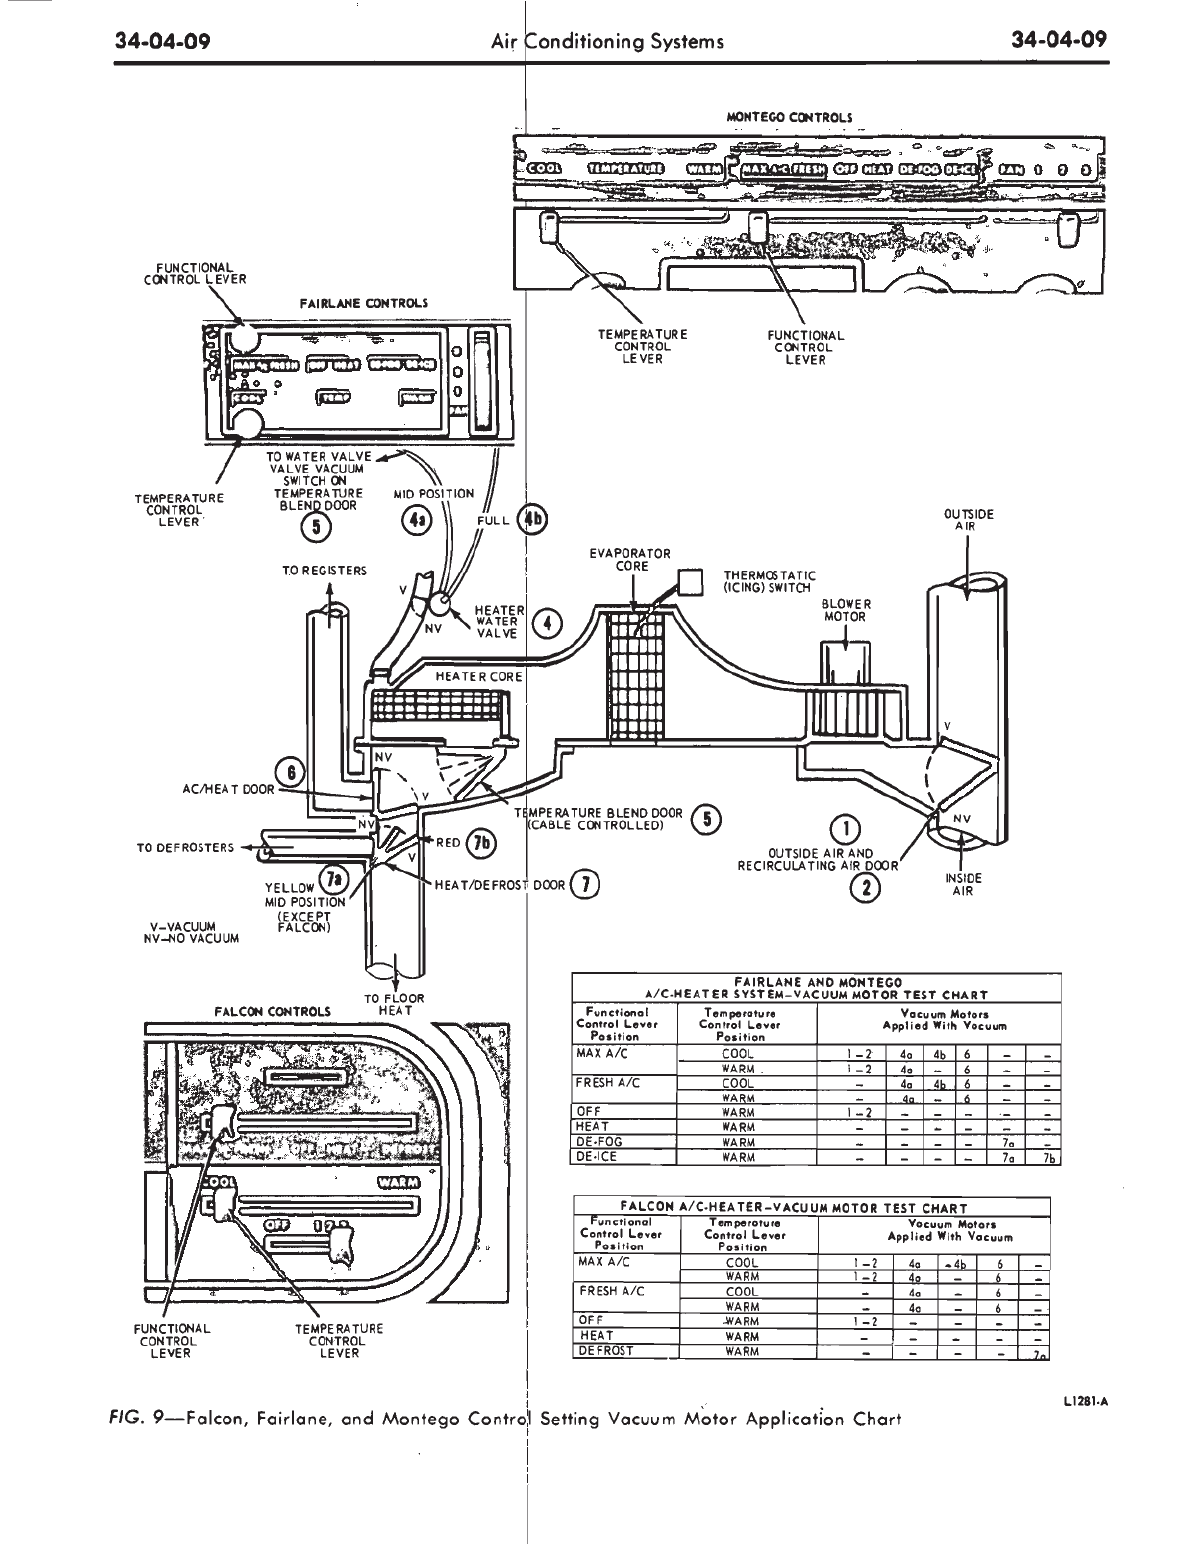 34-04-09 Air Conditioning Systems 34-04-09
MONTEGO CONTROLS
COOL TEMPERATURE WARM MAX A-C FRESH OFF HEAT DE-FOG DE-ICE FAN 1 2 3
FUNCTIONAL
CONTROL LEVER
FAIRLANE CONTROLS
TEMPERATURE
CONTROL
LEVER
FUNCTIONAL
CONTROL
LEVER
COOL TEMP WARM
FAN
TO WATER VALVE
VALVE VACUUM
SWITCH ON
TEMPERATURE
BLEND DOOR
5
TEMPERATURE
CONTROL
LEVER
MID POSITION
4a
FULL 4b
OUTSIDE
AIR
TO REGISTERS
EVAPORATOR
CORE
THERMOSTATIC
(ICING) SWITCH
BLOWER
MOTOR
V
NV
HEATER
WATER
VALVE
4
HEATER CORE
V
NV
6
AC/HEAT DOOR
V
TEMPERATURE BLEND DOOR
(CABLE CONTROLLED)
5
NV
1
NV
TO DEFROSTERS
RED 7b
V
OUTSIDE AIR AND
RECIRCULATING AIR DOOR
2
INSIDE
AIR
YELLOW 7a
MID POSITION
(EXCEPT
FALCON)
HEAT/DEFROST DOOR 7
V-VACUUM
NV-NO VACUUM
TO FLOOR
HEAT
FALCON CONTROLS
COOL WARM
OFF 1 2 3
FUNCTIONAL
CONTROL
LEVER
TEMPERATURE
CONTROL
LEVER
FAIRLANE AND MONTEGO
A/C-HEATER SYSTEM-VACUUM MOTOR TEST CHART
Functional Control Lever Position Temperature Control Lever Position Vacuum Motors Applied With Vacuum
MAX A/C COOL 1-2 4a 4b 6 - -
WARM 1-2 4a - 6 - -
FRESH A/C COOL - 4a 4b 6 - -
WARM - 4a - 6 - -
OFF WARM 1-2 - - - - -
HEAT WARM - - - - - -
DE-FOG WARM - - - - 7a -
DE-ICE WARM - - - - 7a 7b
FALCON A/C-HEATER-VACUUM MOTOR TEST CHART
Functional Control Lever Position Temperature Control Lever Position Vacuum Motors Applied With Vacuum
MAX A/C COOL 1-2 4a -4b 6 -
WARM 1-2 4a - 6 -
FRESH A/C COOL - 4a - 6 -
WARM - 4a - 6 -
OFF WARM 1-2 - - - -
HEAT WARM - - - - -
DEFROST WARM - - - - 7a
L1281-A
FIG. 9—Falcon, Fairlane, and Montego Control Setting Vacuum Motor Application Chart